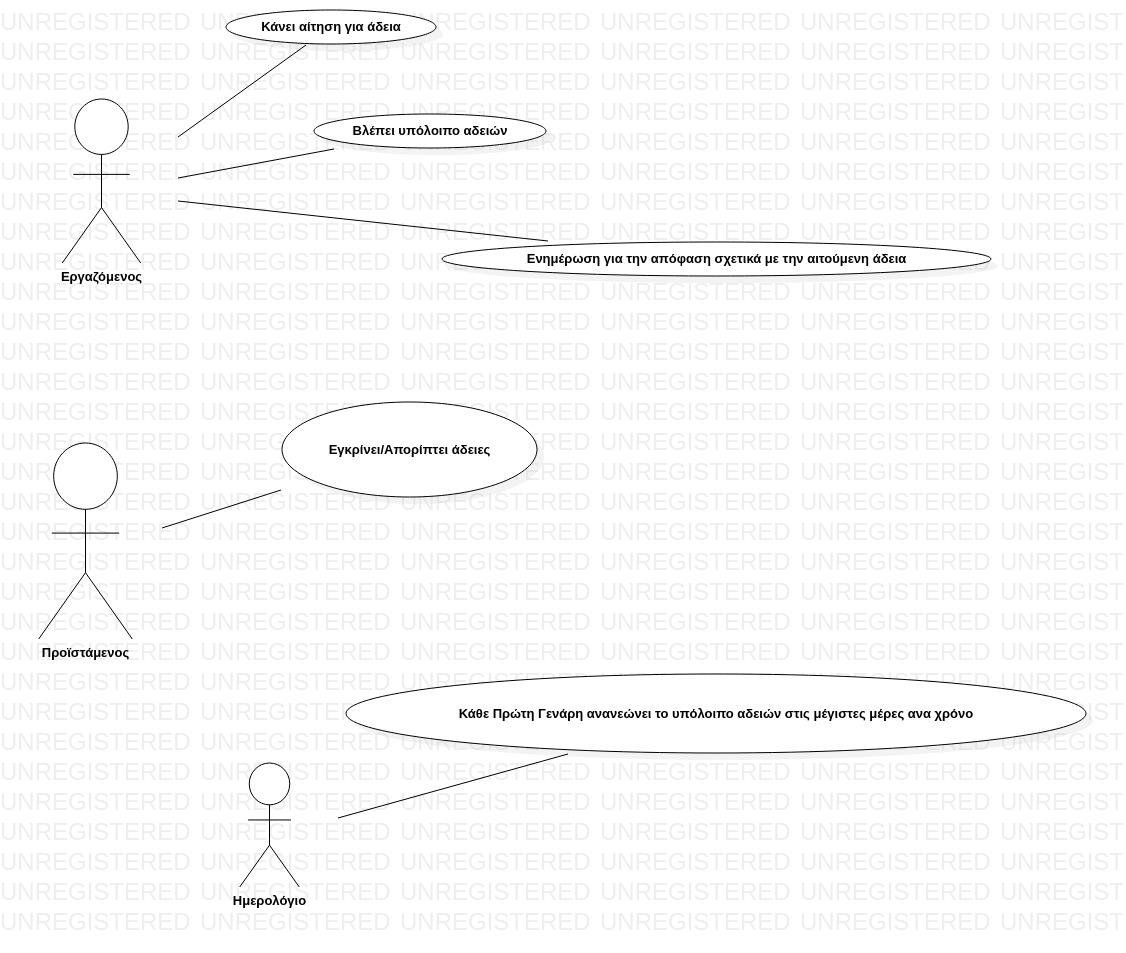 Κάνει αίτηση για άδεια
Βλέπει υπόλοιπο αδειών
Ενημέρωση για την απόφαση σχετικά με την αιτούμενη άδεια
Εργαζόμενος
Εγκρίνει/Απορίπτει άδειες
Προϊστάμενος
Κάθε Πρώτη Γενάρη ανανεώνει το υπόλοιπο αδειών στις μέγιστες μέρες ανα χρόνο
Ημερολόγιο
UNREGISTERED